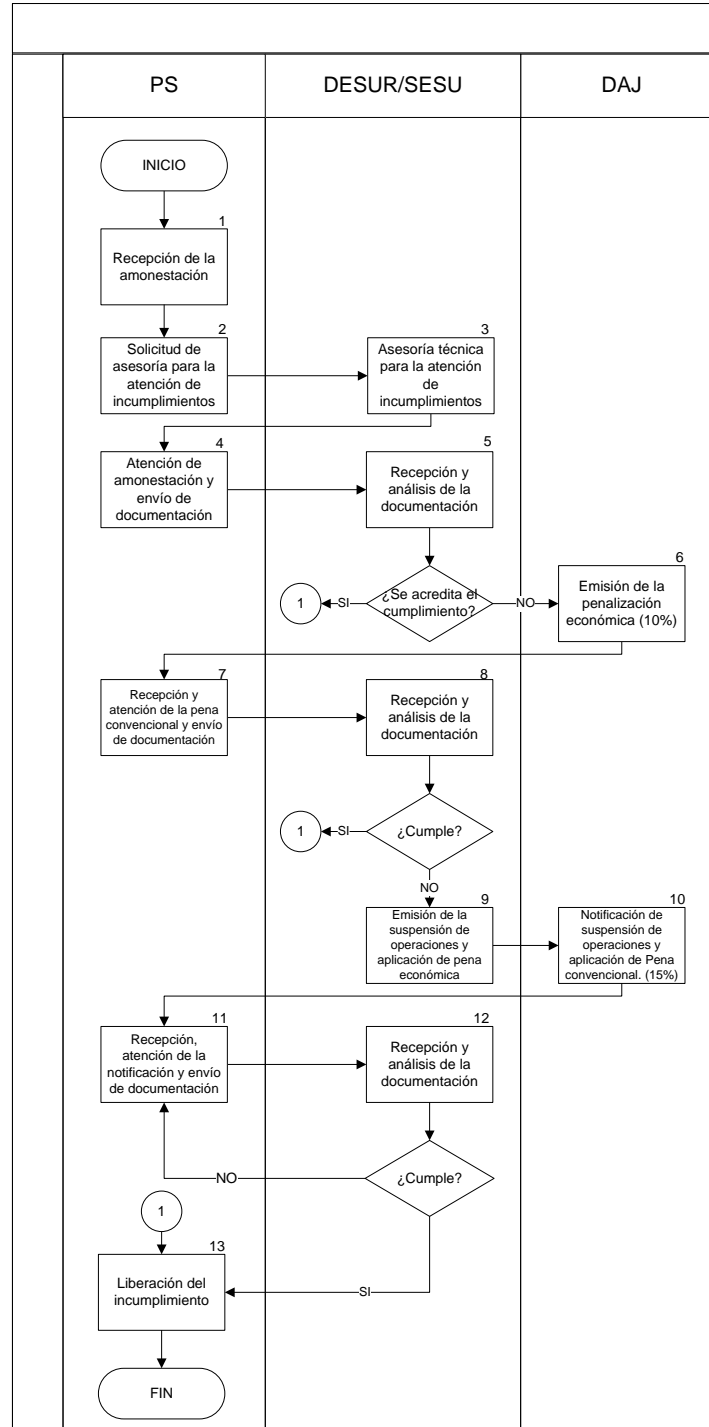 PS
DESUR/SESU
DAJ
INICIO
1
Recepción de la
amonestación
2
Solicitud de
asesoría para la
atención de
incumplimientos
3
Asesoría técnica
para la atención
de
incumplimientos
4
Atención de
amonestación y
envío de
documentación
5
Recepción y
análisis de la
documentación
¿Se acredita el
cumplimiento?
SI
1
NO
6
Emisión de la
penalización
económica (10%)
7
Recepción y
atención de la pena
convencional y envío
de documentación
8
Recepción y
análisis de la
documentación
¿Cumple?
SI
1
NO
9
Emisión de la
suspensión de
operaciones y
aplicación de pena
económica
10
Notificación de
suspensión de
operaciones y
aplicación de Pena
convencional. (15%)
11
Recepción,
atención de la
notificación y envío
de documentación
12
Recepción y
análisis de la
documentación
¿Cumple?
NO
1
13
Liberación del
incumplimiento
SI
FIN